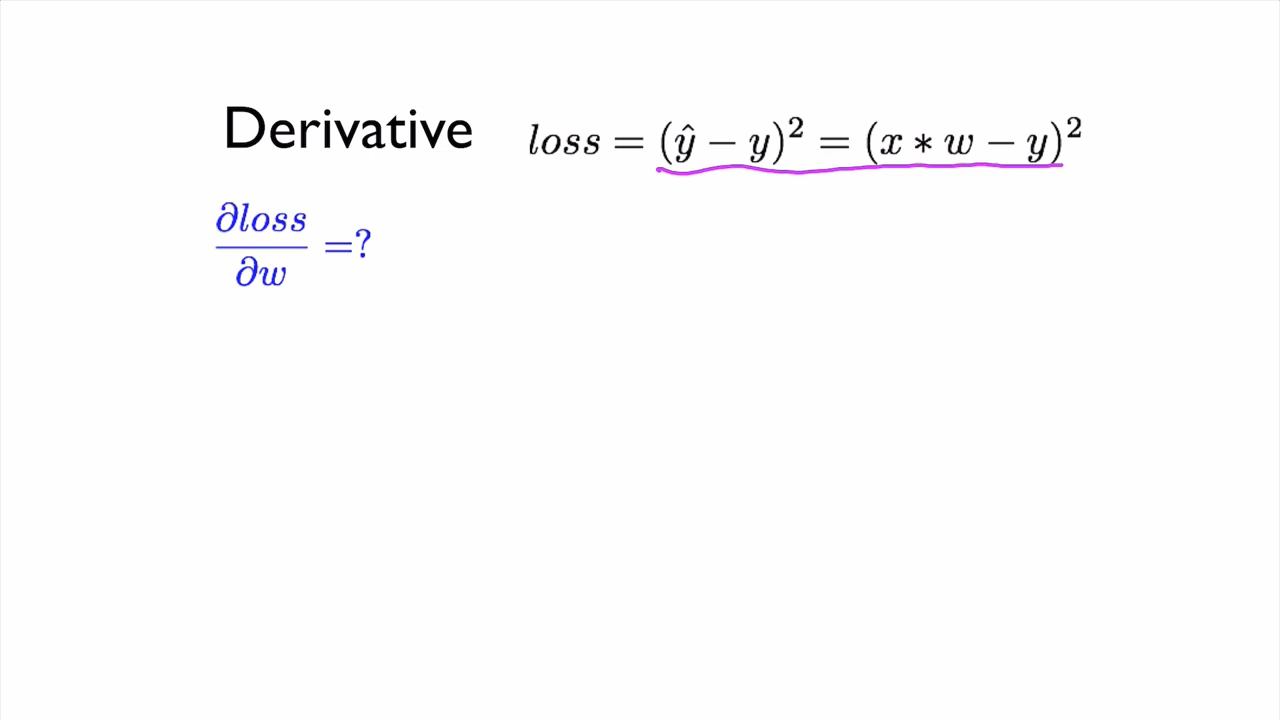 Derivative loss = (ŷ − y)² = (x ∗ w − y)²
∂loss
∂w
=?